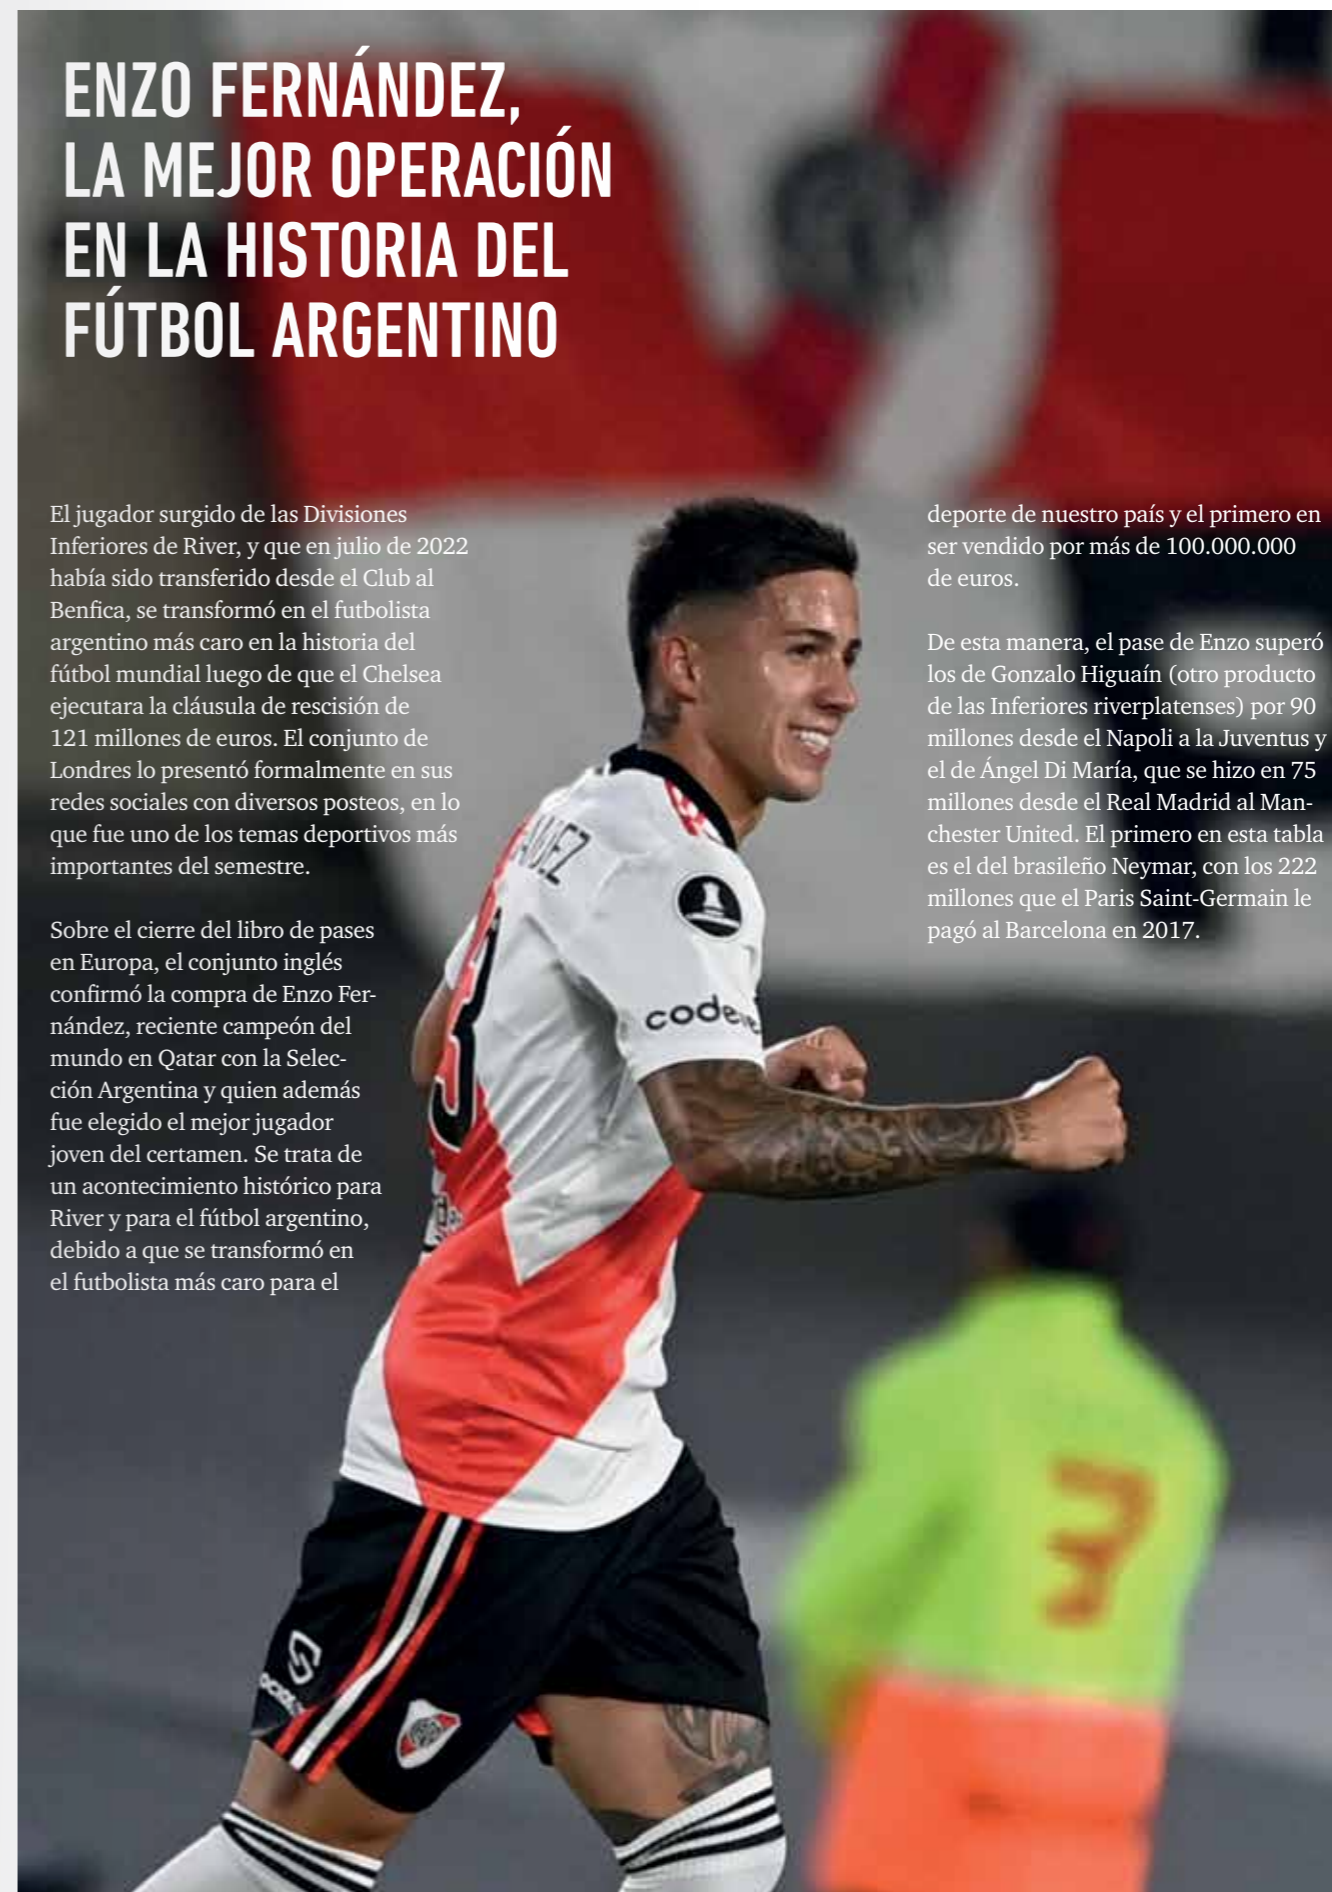 ENZO FERNÁNDEZ,
LA MEJOR OPERACIÓN
EN LA HISTORIA DEL
FÚTBOL ARGENTINO
El jugador surgido de las Divisiones
Inferiores de River, y que en julio de 2022
había sido transferido desde el Club al
Benfica, se transformó en el futbolista
argentino más caro en la historia del
fútbol mundial luego de que el Chelsea
ejecutara la cláusula de rescisión de
121 millones de euros. El conjunto de
Londres lo presentó formalmente en sus
redes sociales con diversos posteos, en lo
que fue uno de los temas deportivos más
importantes del semestre.
Sobre el cierre del libro de pases
en Europa, el conjunto inglés
confirmó la compra de Enzo Fer-
nández, reciente campeón del
mundo en Qatar con la Selec-
ción Argentina y quien además
fue elegido el mejor jugador
joven del certamen. Se trata de
un acontecimiento histórico para
River y para el fútbol argentino,
debido a que se transformó en
el futbolista más caro para el
deporte de nuestro país y el primero en
ser vendido por más de 100.000.000
de euros.
De esta manera, el pase de Enzo superó
los de Gonzalo Higuaín (otro producto
de las Inferiores riverplatenses) por 90
millones desde el Napoli a la Juventus y
el de Ángel Di María, que se hizo en 75
millones desde el Real Madrid al Man-
chester United. El primero en esta tabla
es el del brasileño Neymar, con los 222
millones que el Paris Saint-Germain le
pagó al Barcelona en 2017.
code
3